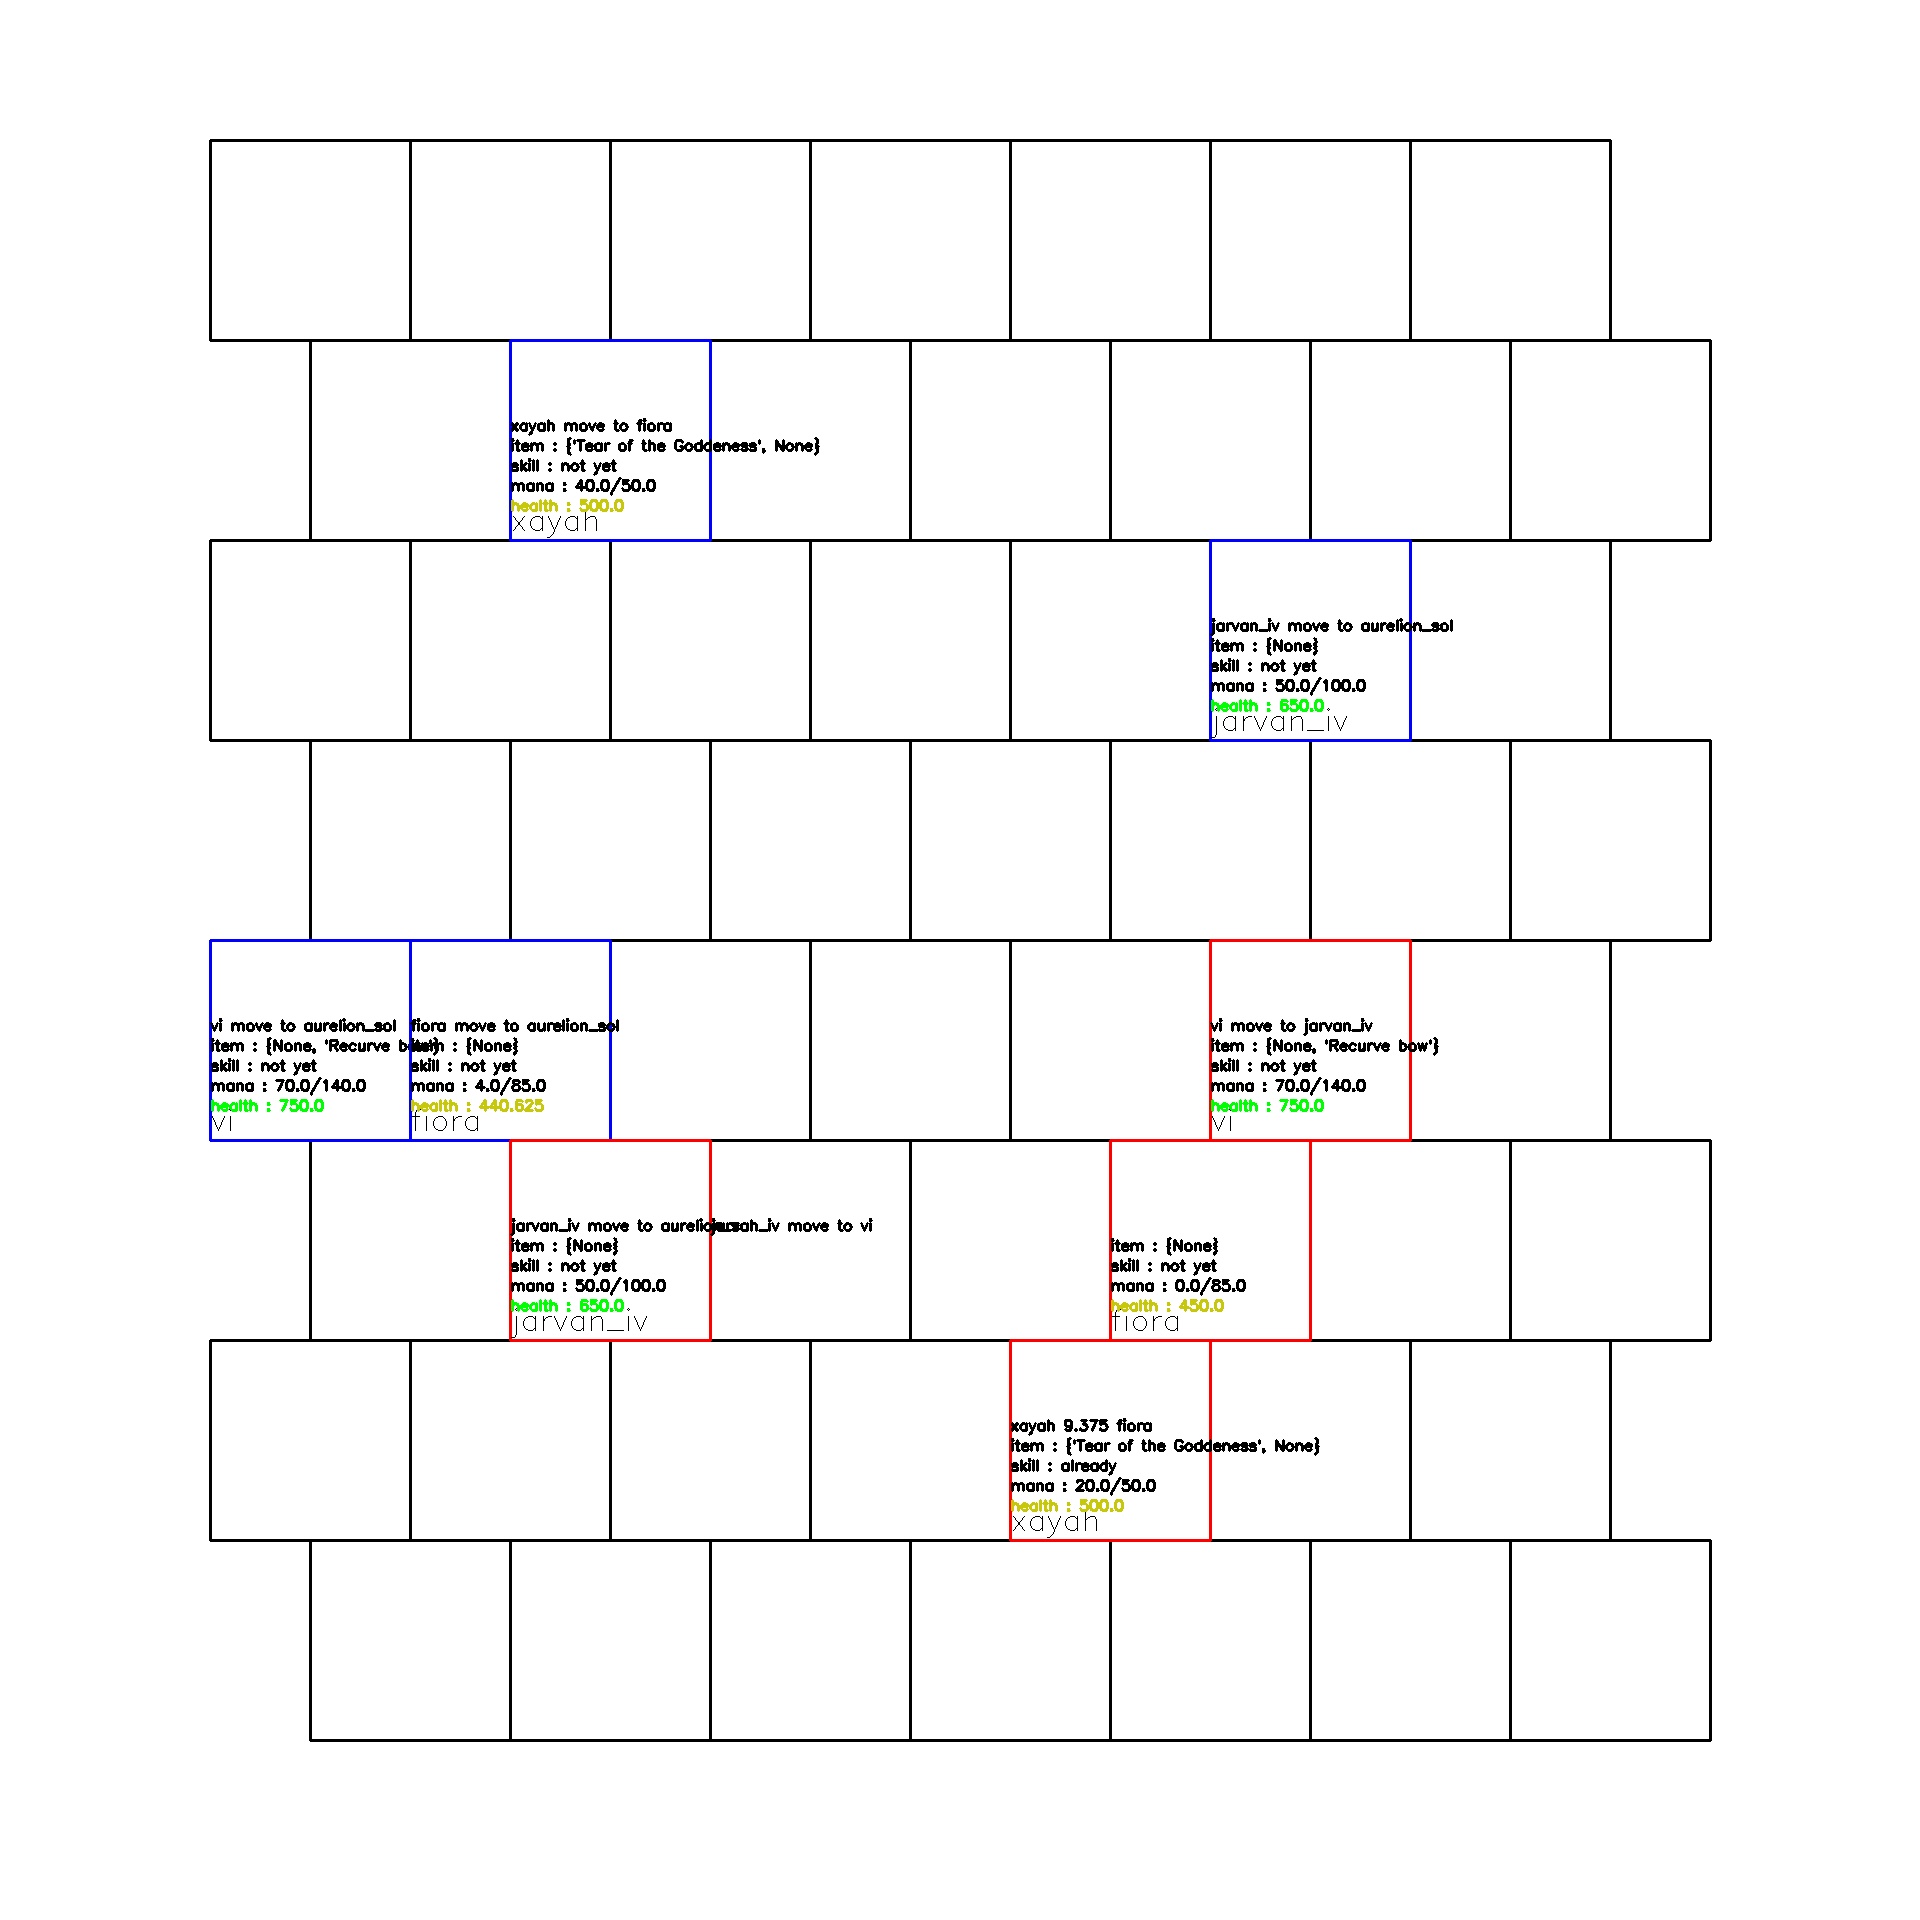 xayah move to fiora
item : {'Tear of the Goddeness', None}
skill : not yet
mana : 40.0/50.0
health : 500.0
xayah
jarvan_iv move to aurelion_sol
item : {None}
skill : not yet
mana : 50.0/100.0
health : 650.0
jarvan_iv
vi move to aurelion_sol
item : {None, 'Recurve bow'}
skill : not yet
mana : 70.0/140.0
health : 750.0
vi
fiora move to aurelion_sol
item : {None}
skill : not yet
mana : 4.0/85.0
health : 440.625
fiora
vi move to jarvan_iv
item : {None, 'Recurve bow'}
skill : not yet
mana : 70.0/140.0
health : 750.0
vi
jarvan_iv move to
item : {None}
skill : not yet
mana : 50.0/100.0
health : 650.0
jarvan_iv
move to vi
item : {None}
skill : not yet
mana : 0.0/85.0
health : 450.0
fiora
xayah 9.375 fiora
item : {'Tear of the Goddeness', None}
skill : already
mana : 20.0/50.0
health : 500.0
xayah